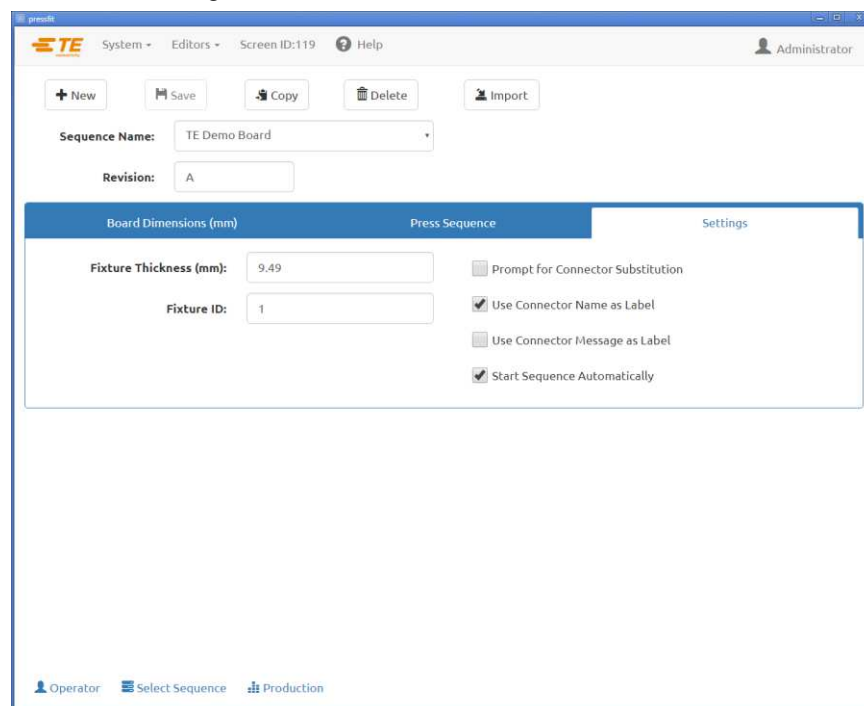 pressfit
TE System Editors Screen ID:119 Help Administrator
connectivity
New Save Copy Delete Import
Sequence Name: TE Demo Board
Revision: A
Board Dimensions (mm) Press Sequence Settings
Fixture Thickness (mm): 9.49 Prompt for Connector Substitution
Fixture ID: 1 Use Connector Name as Label
Use Connector Message as Label
Start Sequence Automatically
Operator Select Sequence Production